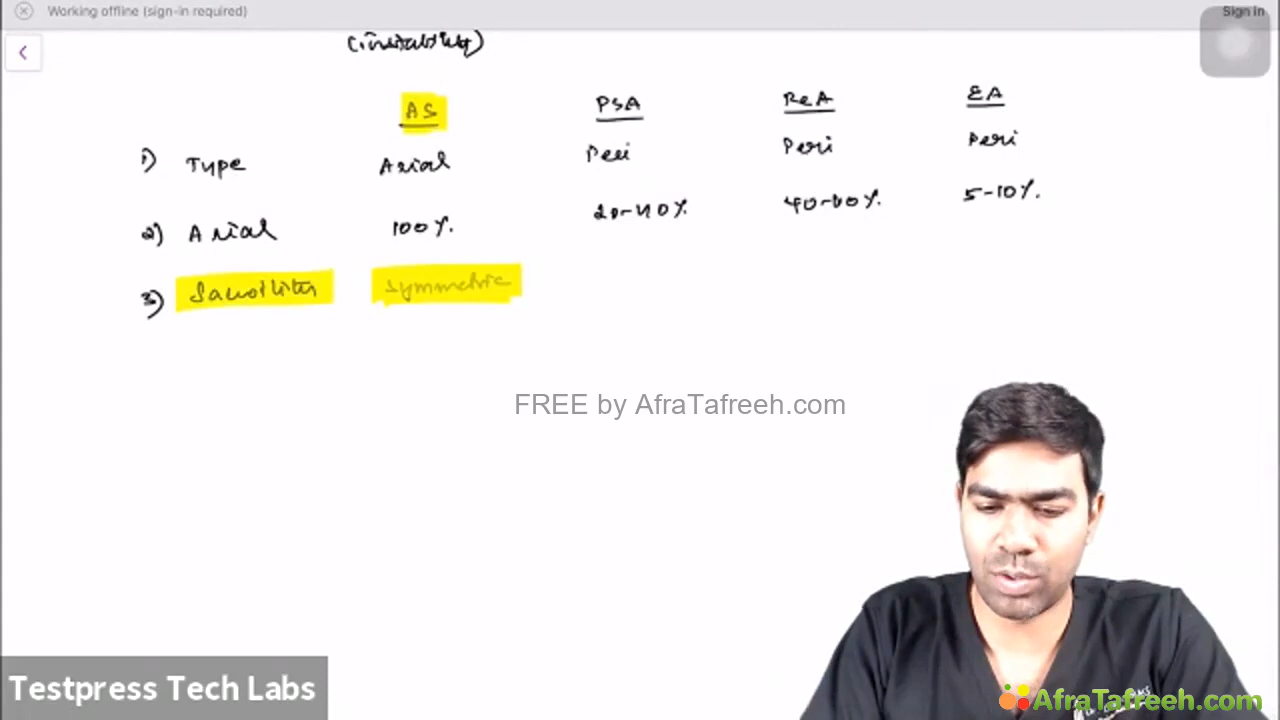 Working offline (sign-in required) Sign in
AS PSA ReA EA
1) Type Axial Peri Peri Peri
2) Axial 100%. 20-40% 40-60%. 5-10%.
3) Sacroiliitis Symmetric
FREE by AfraTafreeh.com
Testpress Tech Labs
AfraTafreeh.com